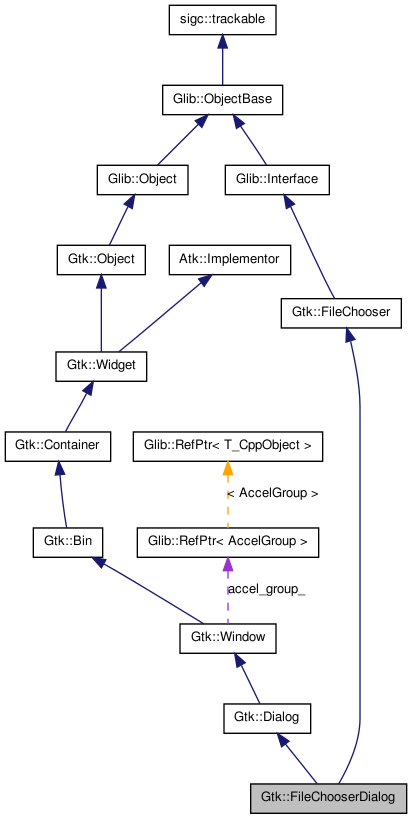 sigc::trackable
Glib::ObjectBase
Glib::Object
Glib::Interface
Gtk::Object
Atk::Implementor
Gtk::FileChooser
Gtk::Widget
Gtk::Container
Glib::RefPtr< T_CppObject >
< AccelGroup >
Gtk::Bin
Glib::RefPtr< AccelGroup >
accel_group_
Gtk::Window
Gtk::Dialog
Gtk::FileChooserDialog